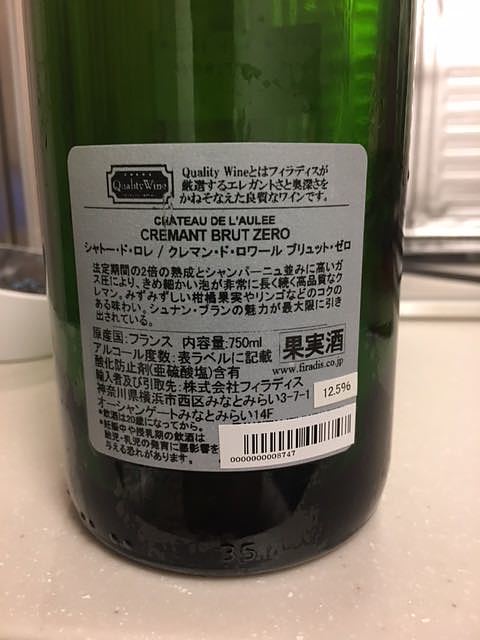 Quality Wine
Quality Wineとはフィラディスが
厳選するエレガントさと奥深さを
かねそなえた良質なワインです。
CHATEAU DE L'AULEE
CREMANT BRUT ZERO
シャトー・ド・ロレ / クレマン・ド・ロワール ブリュット・ゼロ
法定期間の2倍の熟成とシャンパーニュ並みに高いガ
ス圧により、きめ細かい泡が非常に長く続く高品質なク
レマン。みずみずしい柑橘果実やリンゴなどのコクの
ある味わい。シュナン・ブランの魅力が最大限に引き
出されている。
原産国:フランス 内容量:750ml
アルコール度数:表ラベルに記載
果実酒
酸化防止剤(亜硫酸塩)含有
www.firadis.com
輸入者及び引取先:株式会社フィラディス
神奈川県横浜市西区みなとみらい3-7-1
12.5%
オーシャンゲートみなとみらい14F
*飲酒は20歳になってから。
*妊娠中や授乳期の飲酒は
胎児・乳児の発育に悪影響を
与える恐れがあります。
0000000008747
35